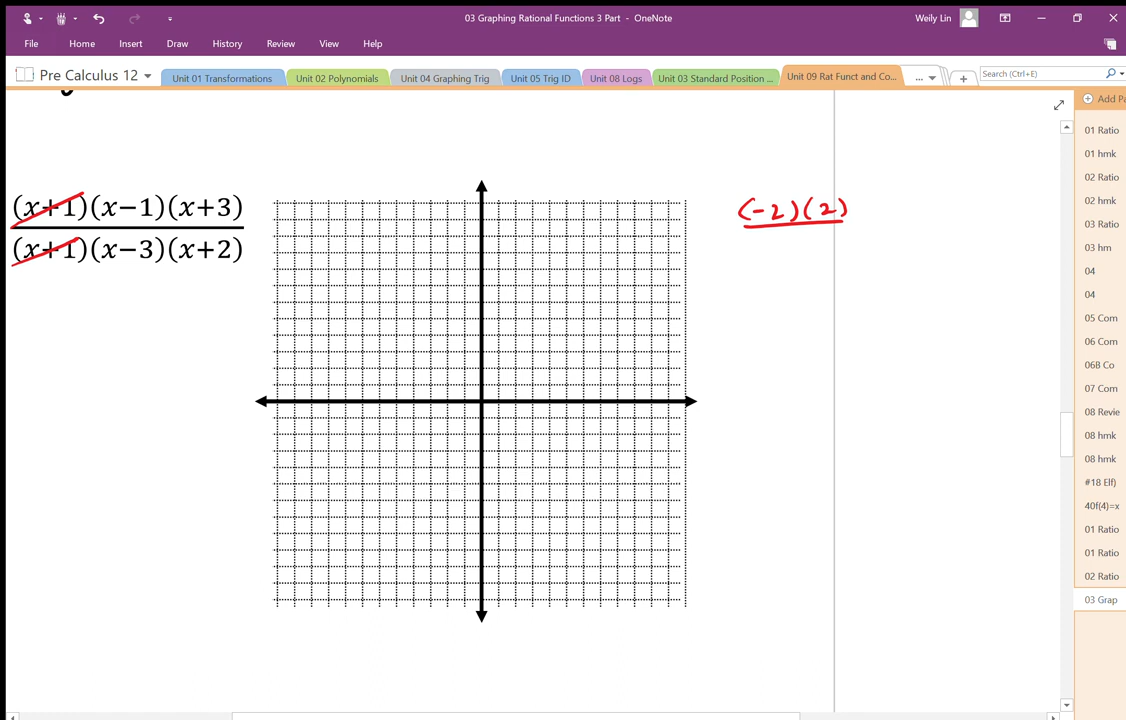 03 Graphing Rational Functions 3 Part - OneNote
Weily Lin
File Home Insert Draw History Review View Help
Pre Calculus 12
Unit 01 Transformations
Unit 02 Polynomials
Unit 04 Graphing Trig
Unit 05 Trig ID
Unit 08 Logs
Unit 03 Standard Position ...
Unit 09 Rat Funct and Co...
...
Search (Ctrl+E)
Add Pa
(x+1)(x−1)(x+3)
(x+1)(x−3)(x+2)
(-2)(2)
01 Ratio
01 hmk
02 Ratio
02 hmk
03 Ratio
03 hm
04
04
05 Com
06 Com
06B Co
07 Com
08 Revie
08 hmk
08 hmk
#18 Elf)
40f(4)=x
01 Ratio
01 Ratio
02 Ratio
03 Grap